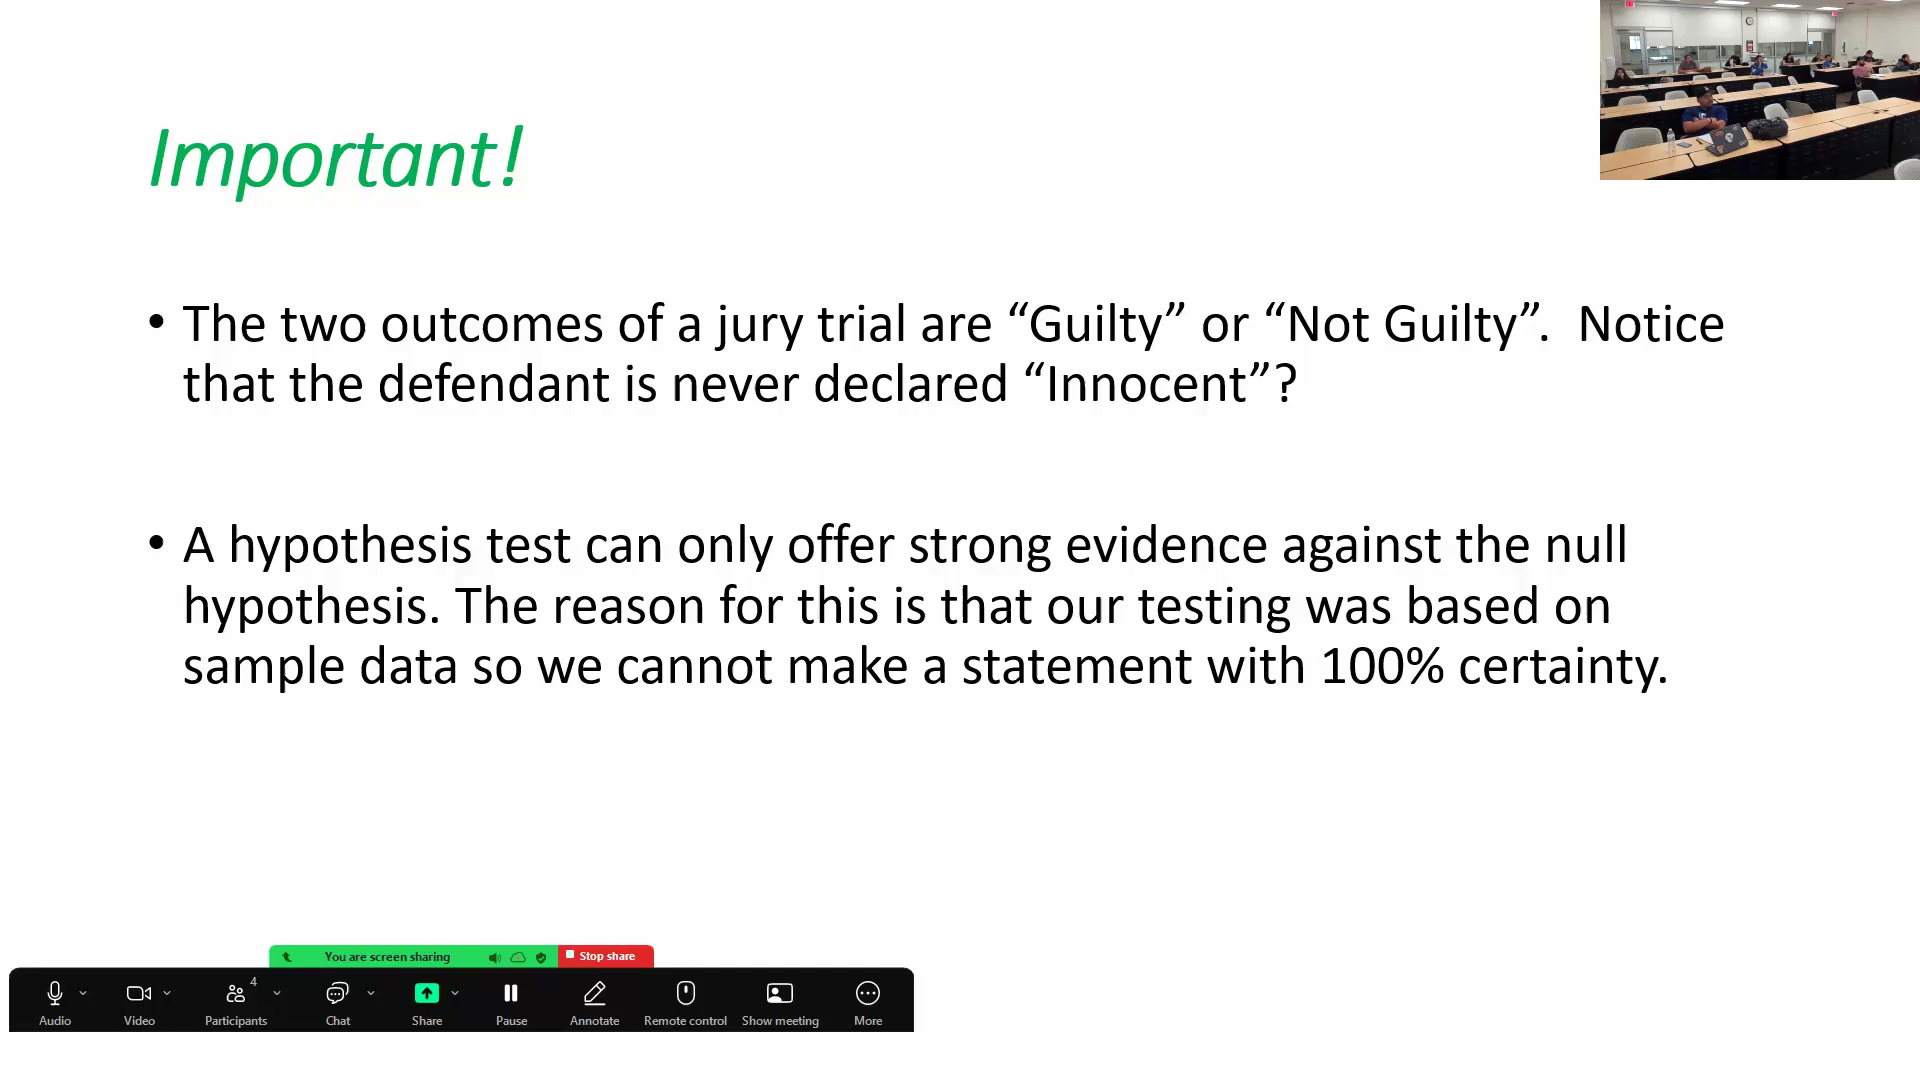 Important!
• The two outcomes of a jury trial are “Guilty” or “Not Guilty”.  Notice
that the defendant is never declared “Innocent”?
• A hypothesis test can only offer strong evidence against the null
hypothesis. The reason for this is that our testing was based on
sample data so we cannot make a statement with 100% certainty.
You are screen sharing
Stop share
4
Audio
Video
Participants
Chat
Share
Pause
Annotate
Remote control
Show meeting
More